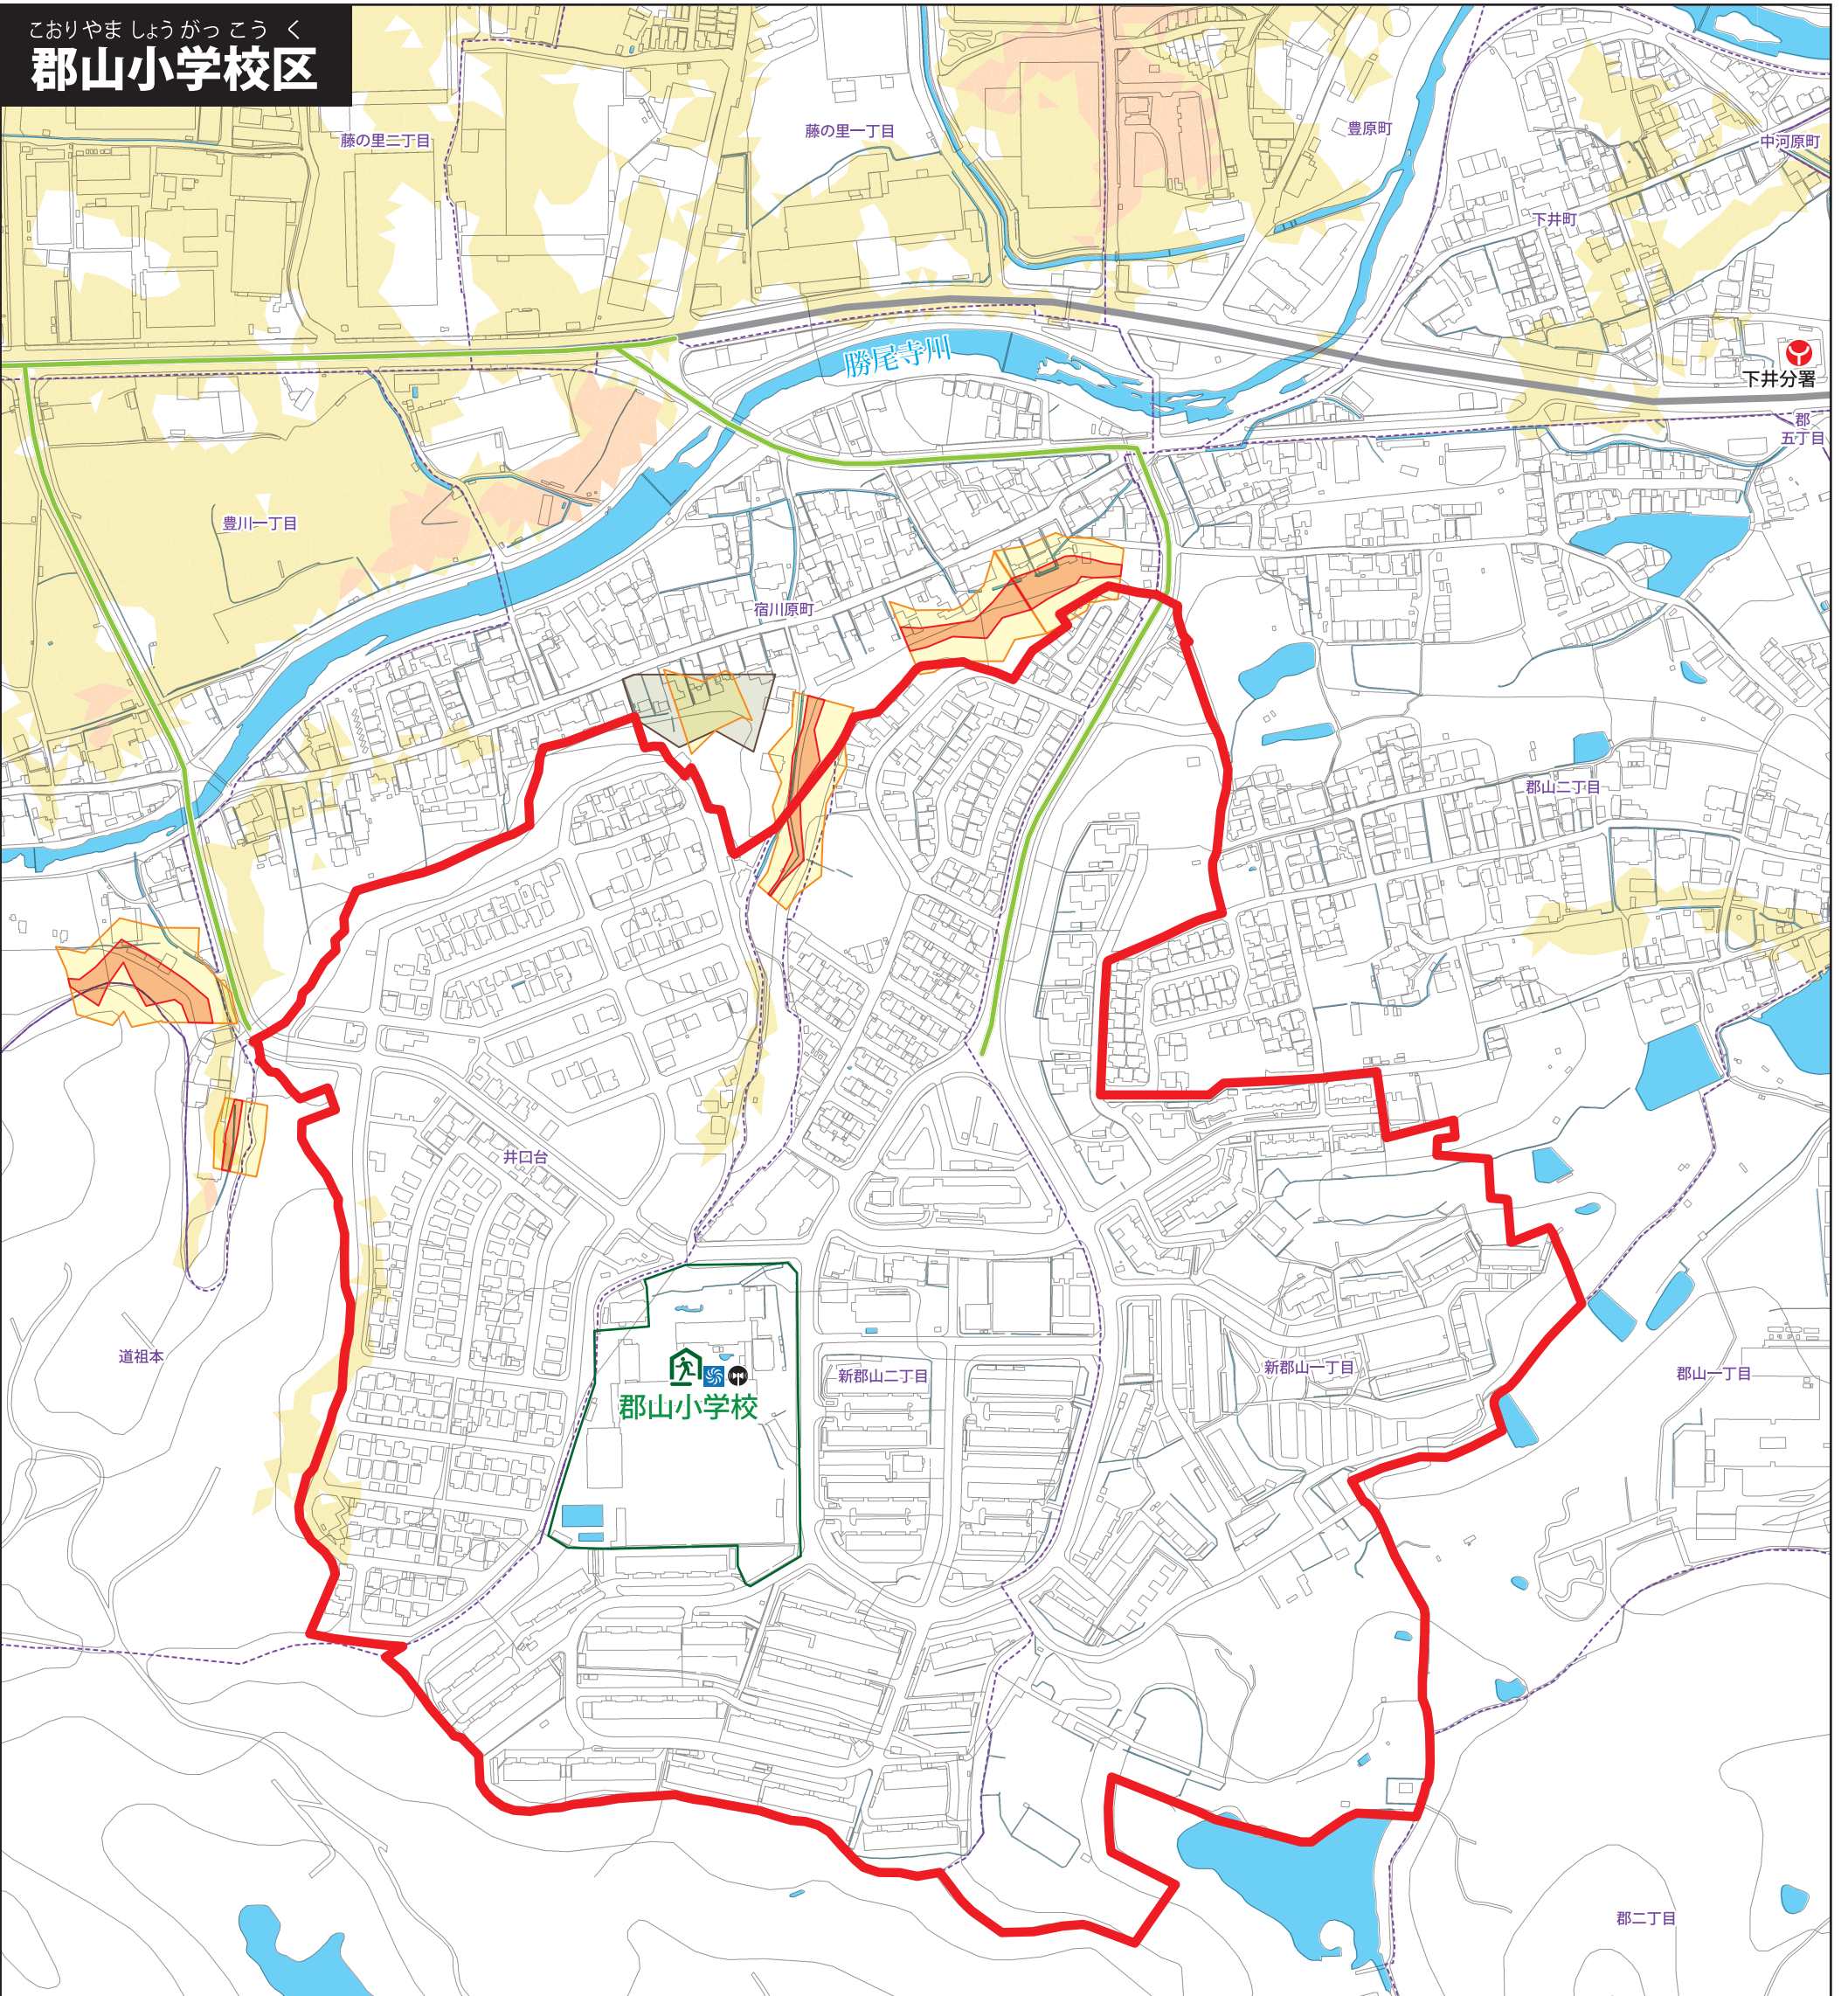 こおりやましょうがっこうく
郡山小学校区
藤の里二丁目
藤の里一丁目
豊原町
中河原町
下井町
勝尾寺川
下井分署
郡
五丁目
豊川一丁目
宿川原町
郡山二丁目
井口台
道祖本
郡山小学校
新郡山二丁目
新郡山一丁目
郡山一丁目
郡二丁目